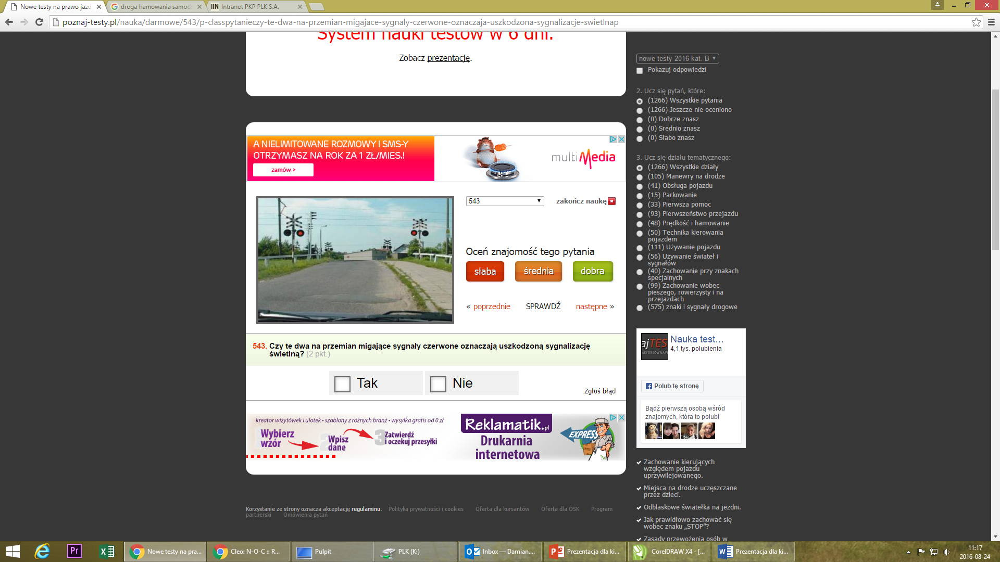 Nowe testy na prawo jazd
droga hamowania samoch
Intranet PKP PLK S.A.
poznaj-testy.pl/nauka/darmowe/543/p-classpytanieczy-te-dwa-na-przemian-migajace-sygnaly-czerwone-oznaczaja-uszkodzona-sygnalizacje-swietlnap
System nauki testów w 6 dni.
Zobacz prezentację.
A NIELIMITOWANE ROZMOWY I SMS-Y
OTRZYMASZ NA ROK ZA 1 ZŁ/MIES.!
zamów >
multiMedia
543
zakończ naukę
Oceń znajomość tego pytania
słaba
średnia
dobra
« poprzednie
SPRAWDŹ
następne »
543. Czy te dwa na przemian migające sygnały czerwone oznaczają uszkodzoną sygnalizację
świetlną? (2 pkt.)
Tak
Nie
Zgłoś błąd
kreator wizytówek i ulotek • szablony z różnych branż • wysyłka gratis od 0 zł
Wybierz
wzór
2 Wpisz
dane
3 Zatwierdź
i oczekuj przesyłki
Reklamatik.pl
Drukarnia
internetowa
EXPRESS
Korzystanie ze strony oznacza akceptację regulaminu. Polityka prywatności i cookies Oferta dla kursantów Oferta dla OSK Program
partnerski Omówienia pytań
nowe testy 2016 kat. B
Pokazuj odpowiedzi
2. Ucz się pytań, które:
(1266) Wszystkie pytania
(1266) Jeszcze nie oceniono
(0) Dobrze znasz
(0) Średnio znasz
(0) Słabo znasz
3. Ucz się działu tematycznego:
(1266) Wszystkie działy
(105) Manewry na drodze
(41) Obsługa pojazdu
(15) Parkowanie
(33) Pierwsza pomoc
(93) Pierwszeństwo przejazdu
(48) Prędkość i hamowanie
(50) Technika kierowania
pojazdem
(111) Używanie pojazdu
(56) Używanie świateł i
sygnałów
(40) Zachowanie przy znakach
specjalnych
(99) Zachowanie wobec
pieszego, rowerzysty i na
przejazdach
(575) znaki i sygnały drogowe
ajTES
Nauka test...
4,1 tys. polubienia
Polub tę stronę
Bądź pierwszą osobą wśród
znajomych, która to polubi
Zachowanie kierujących
względem pojazdu
uprzywilejowanego.
Miejsca na drodze uczęszczane
przez dzieci.
Odblaskowe światełka na jezdni.
Jak prawidłowo zachować się
wobec znaku „STOP”?
Zasady przewożenia osób w
Nowe testy na pra...
Cleo: N-O-C :: R...
Pulpit
PLK (K:)
Inbox — Damian....
Prezentacja dla ki...
CorelDRAW X4 - [...
Prezentacja dla ki...
11:17
2016-08-24